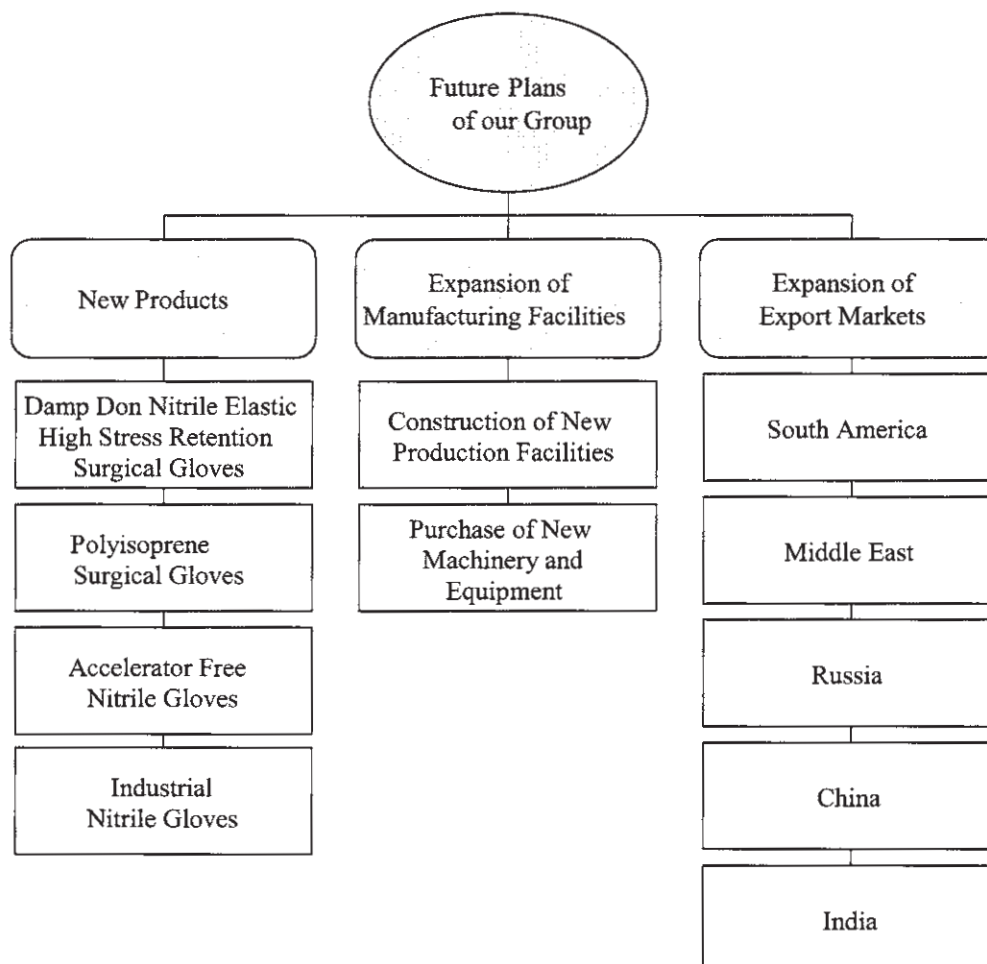 Future Plans
of our Group
New Products
Expansion of
Manufacturing Facilities
Expansion of
Export Markets
Damp Don Nitrile Elastic
High Stress Retention
Surgical Gloves
Polyisoprene
Surgical Gloves
Accelerator Free
Nitrile Gloves
Industrial
Nitrile Gloves
Construction of New
Production Facilities
Purchase of New
Machinery and
Equipment
South America
Middle East
Russia
China
India